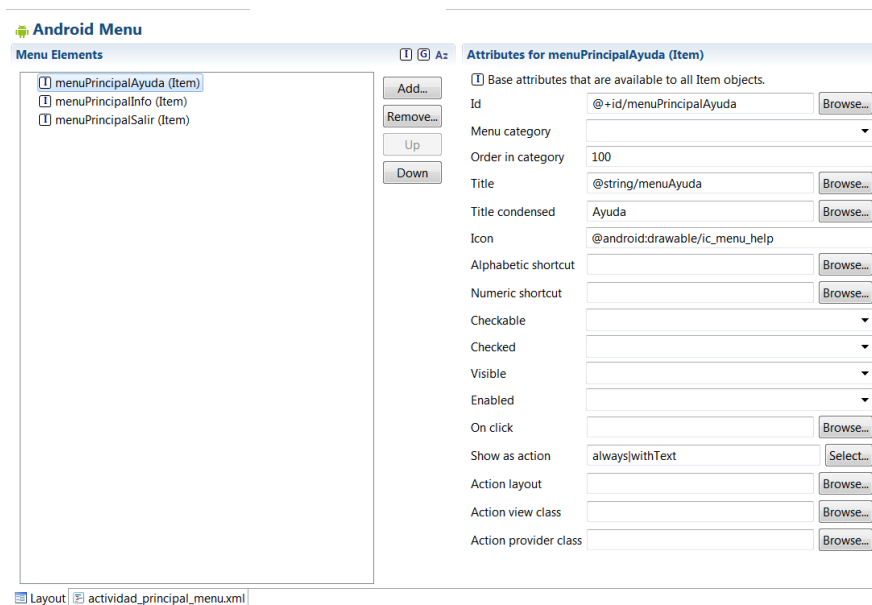 Android Menu
Menu Elements
I G Az
I menuPrincipalAyuda (Item)
I menuPrincipalInfo (Item)
I menuPrincipalSalir (Item)
Add...
Remove...
Up
Down
Attributes for menuPrincipalAyuda (Item)
I Base attributes that are available to all Item objects.
Id @+id/menuPrincipalAyuda Browse...
Menu category
Order in category 100
Title @string/menuAyuda Browse...
Title condensed Ayuda Browse...
Icon @android:drawable/ic_menu_help
Alphabetic shortcut Browse...
Numeric shortcut Browse...
Checkable
Checked
Visible
Enabled
On click Browse...
Show as action always|withText Select...
Action layout Browse...
Action view class Browse...
Action provider class Browse...
Layout actividad_principal_menu.xml